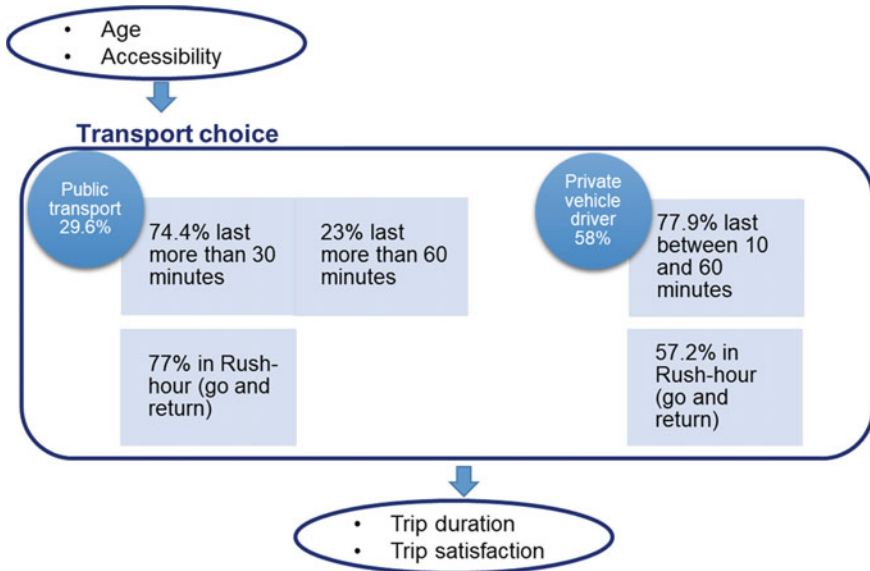 • Age
• Accessibility
Transport choice
Public
transport
29.6%
74.4% last
more than 30
minutes
23% last
more than 60
minutes
77% in Rush-
hour (go and
return)
Private
vehicle
driver
58%
77.9% last
between 10
and 60
minutes
57.2% in
Rush-hour
(go and
return)
• Trip duration
• Trip satisfaction